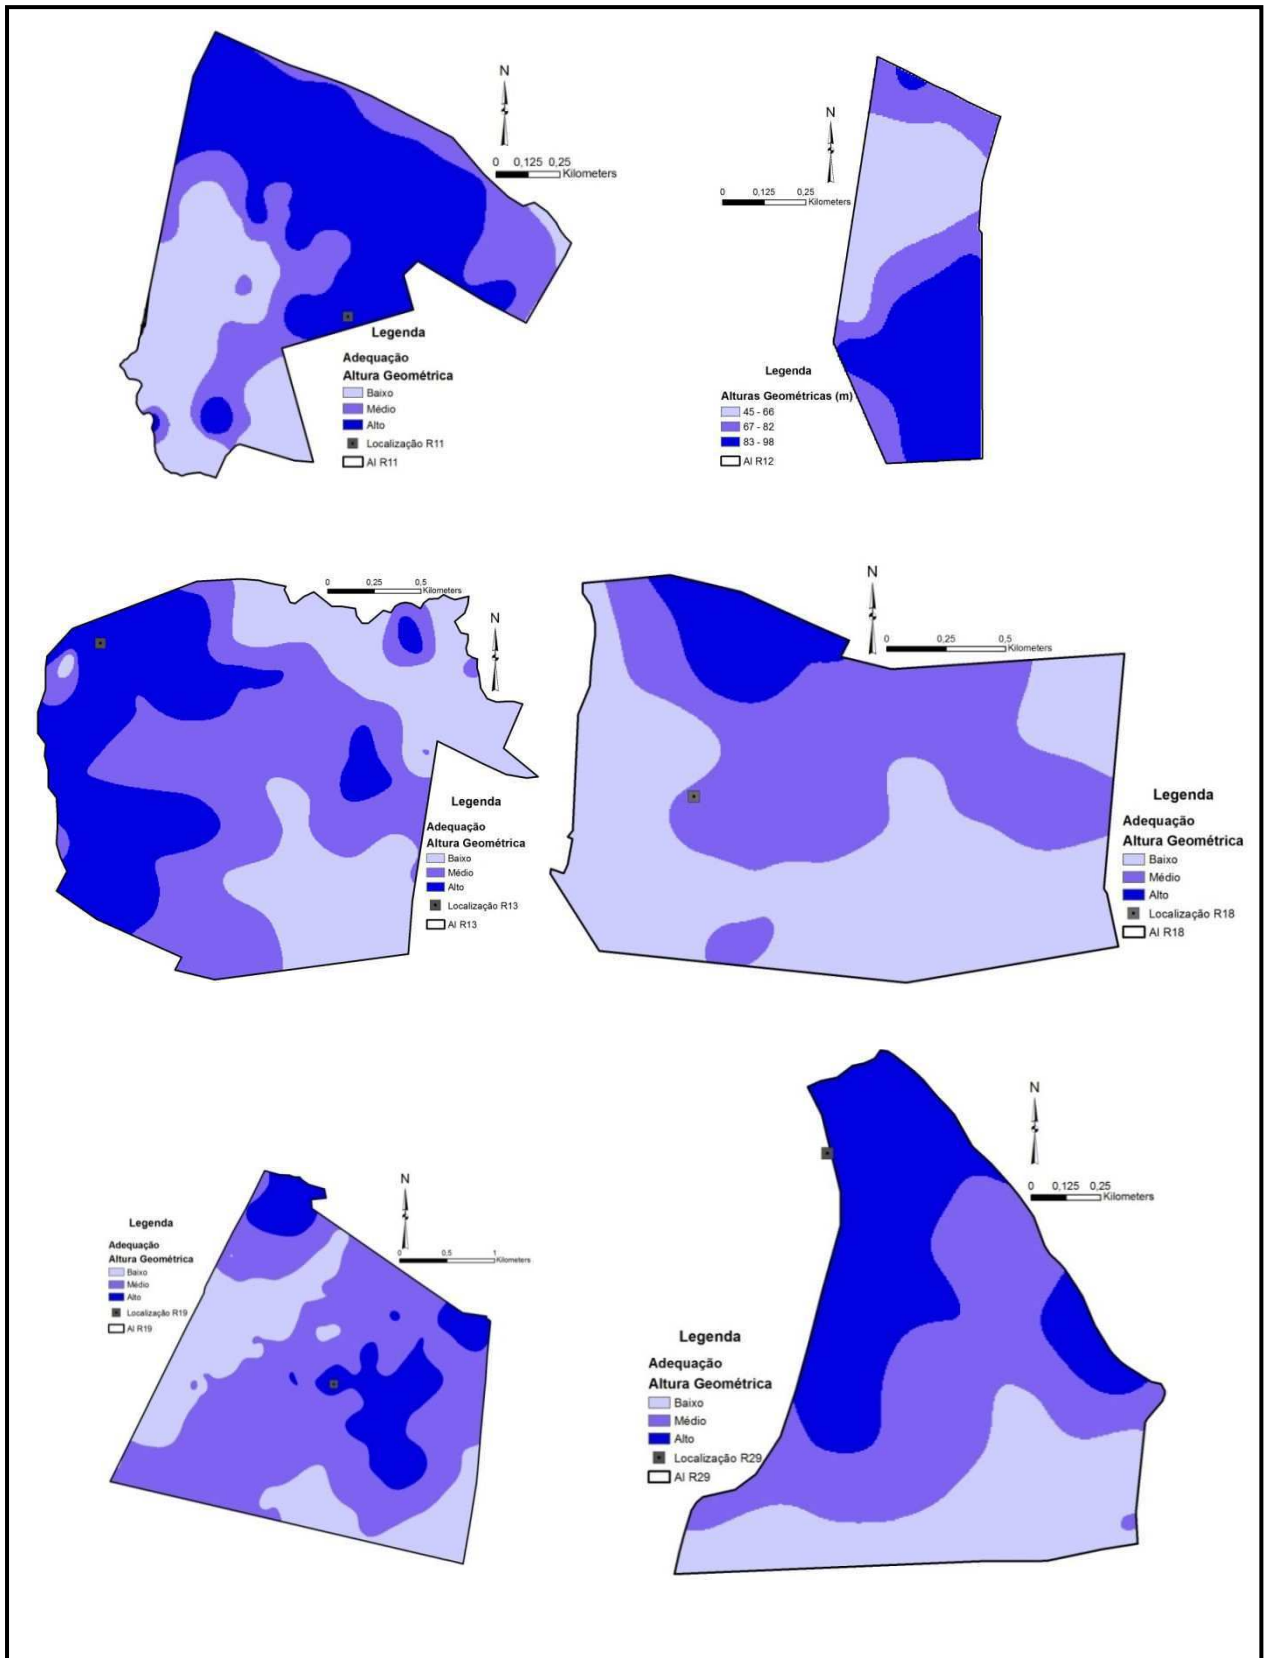 N
0 0,125 0,25
Kilometers
Legenda
Adequação
Altura Geométrica
Baixo
Médio
Alto
Localização R11
AI R11
N
0 0,125 0,25
Kilometers
Legenda
Alturas Geométricas (m)
45 - 66
67 - 82
83 - 98
AI R12
0 0,25 0,5
Kilometers
N
Legenda
Adequação
Altura Geométrica
Baixo
Médio
Alto
Localização R13
AI R13
N
0 0,25 0,5
Kilometers
Legenda
Adequação
Altura Geométrica
Baixo
Médio
Alto
Localização R18
AI R18
N
0 0,5 1
Kilometers
Legenda
Adequação
Altura Geométrica
Baixo
Médio
Alto
Localização R19
AI R19
N
0 0,125 0,25
Kilometers
Legenda
Adequação
Altura Geométrica
Baixo
Médio
Alto
Localização R29
AI R29